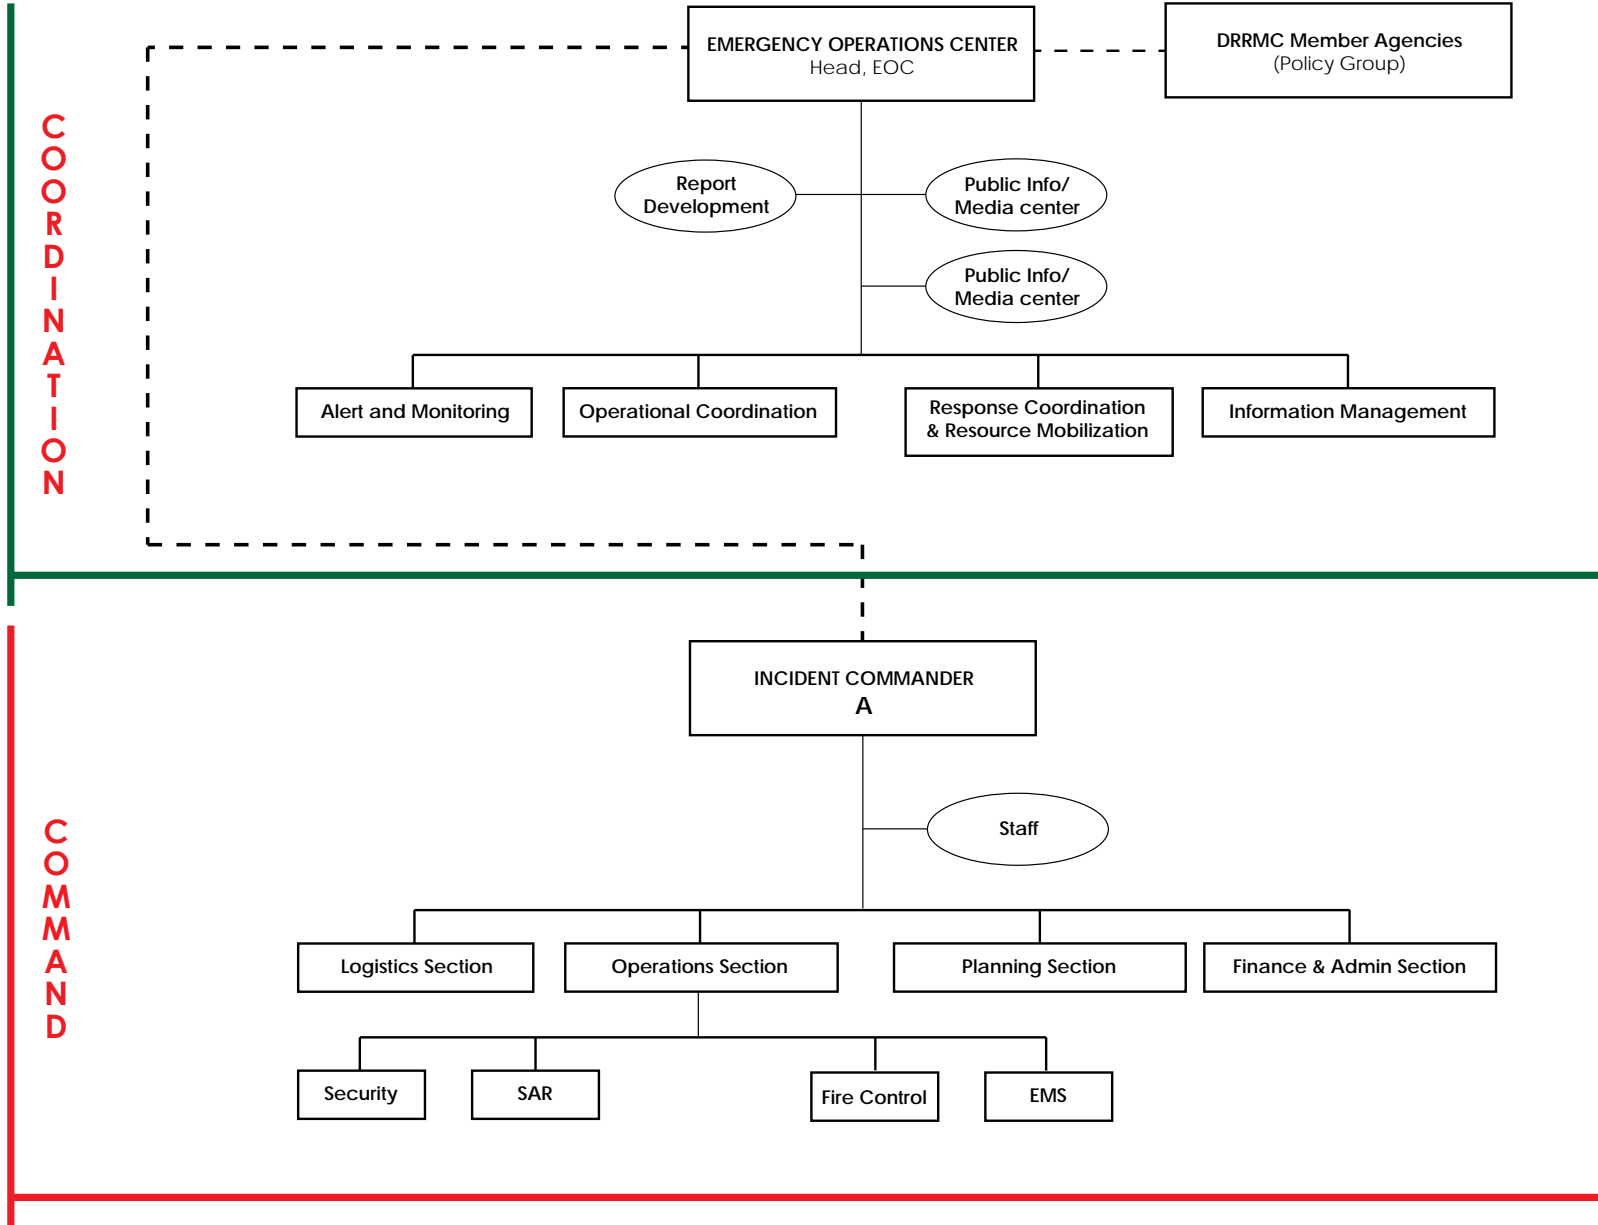 COORDINATION
EMERGENCY OPERATIONS CENTER
Head, EOC
DRRMC Member Agencies
(Policy Group)
Report
Development
Public Info/
Media center
Public Info/
Media center
Alert and Monitoring
Operational Coordination
Response Coordination
& Resource Mobilization
Information Management
COMMAND
INCIDENT COMMANDER
A
Staff
Logistics Section
Operations Section
Planning Section
Finance & Admin Section
Security
SAR
Fire Control
EMS